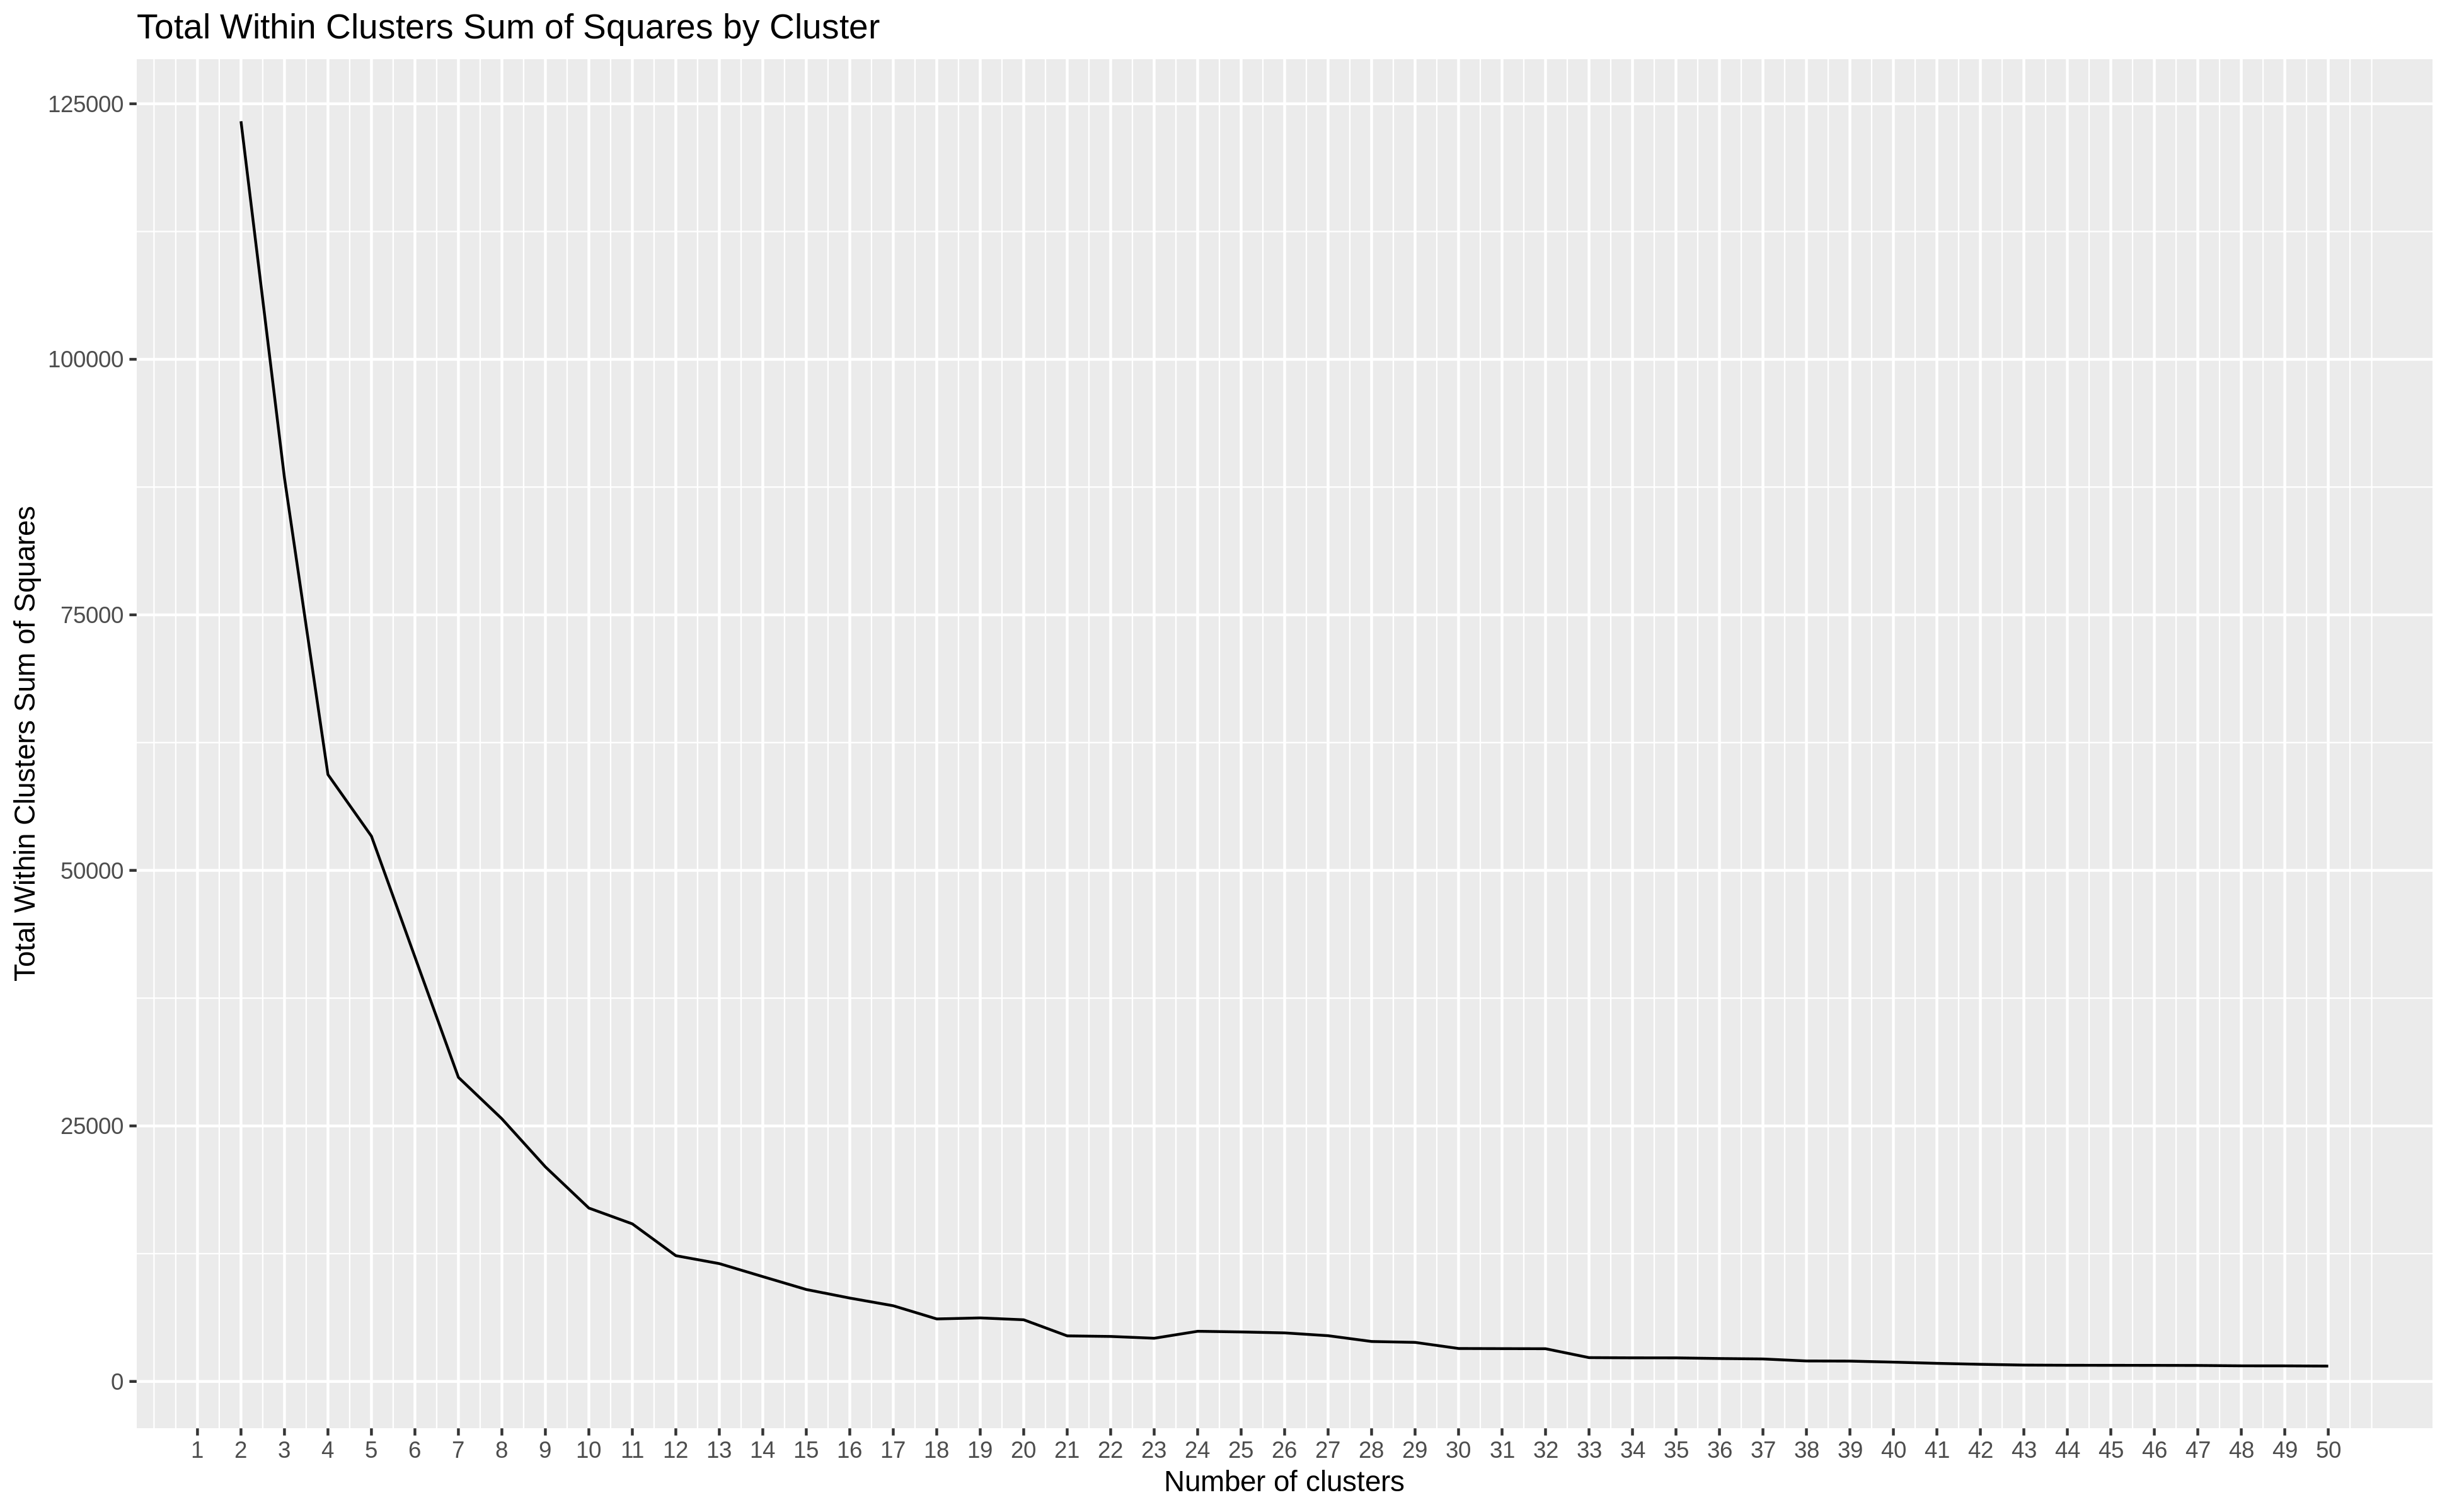 Total Within Clusters Sum of Squares by Cluster
Total Within Clusters Sum of Squares
125000
100000
75000
50000
25000
0
1 2 3 4 5 6 7 8 9 10 11 12 13 14 15 16 17 18 19 20 21 22 23 24 25 26 27 28 29 30 31 32 33 34 35 36 37 38 39 40 41 42 43 44 45 46 47 48 49 50
Number of clusters